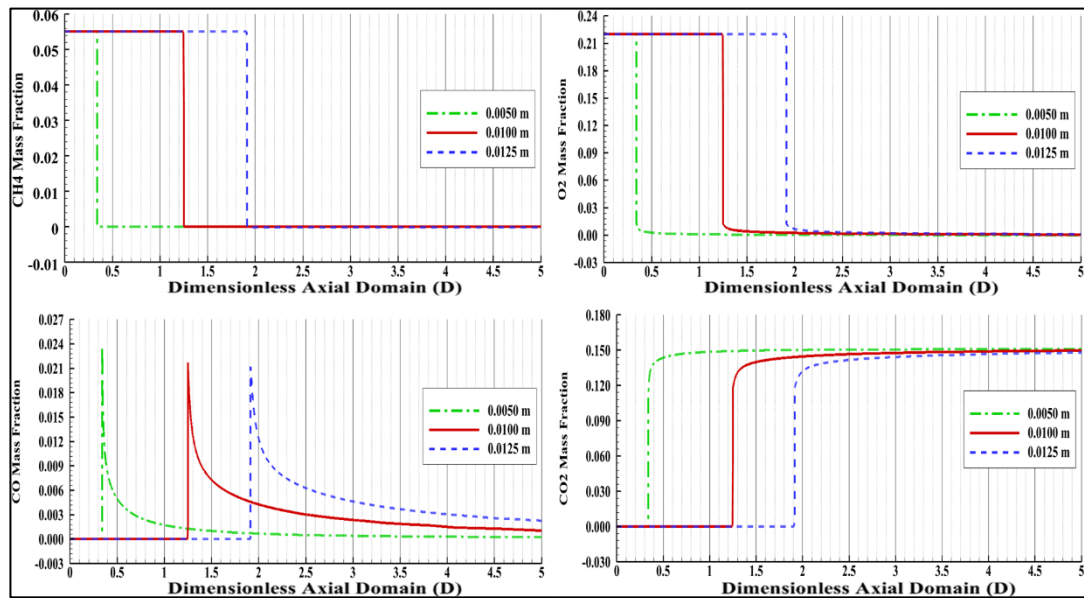 0.06
0.05
0.04
0.03
0.02
0.01
0
-0.01
CH4 Mass Fraction
0.0050 m
0.0100 m
0.0125 m
0 0.5 1 1.5 2 2.5 3 3.5 4 4.5 5
Dimensionless Axial Domain (D)
0.24
0.21
0.18
0.15
0.12
0.09
0.06
0.03
0.00
-0.03
O2 Mass Fraction
0.0050 m
0.0100 m
0.0125 m
0 0.5 1 1.5 2 2.5 3 3.5 4 4.5 5
Dimensionless Axial Domain (D)
0.027
0.024
0.021
0.018
0.015
0.012
0.009
0.006
0.003
0.000
-0.003
CO Mass Fraction
0.0050 m
0.0100 m
0.0125 m
0 0.5 1 1.5 2 2.5 3 3.5 4 4.5 5
Dimensionless Axial Domain (D)
0.180
0.150
0.120
0.090
0.060
0.030
0.000
-0.030
CO2 Mass Fraction
0.0050 m
0.0100 m
0.0125 m
0 0.5 1 1.5 2 2.5 3 3.5 4 4.5 5
Dimensionless Axial Domain (D)